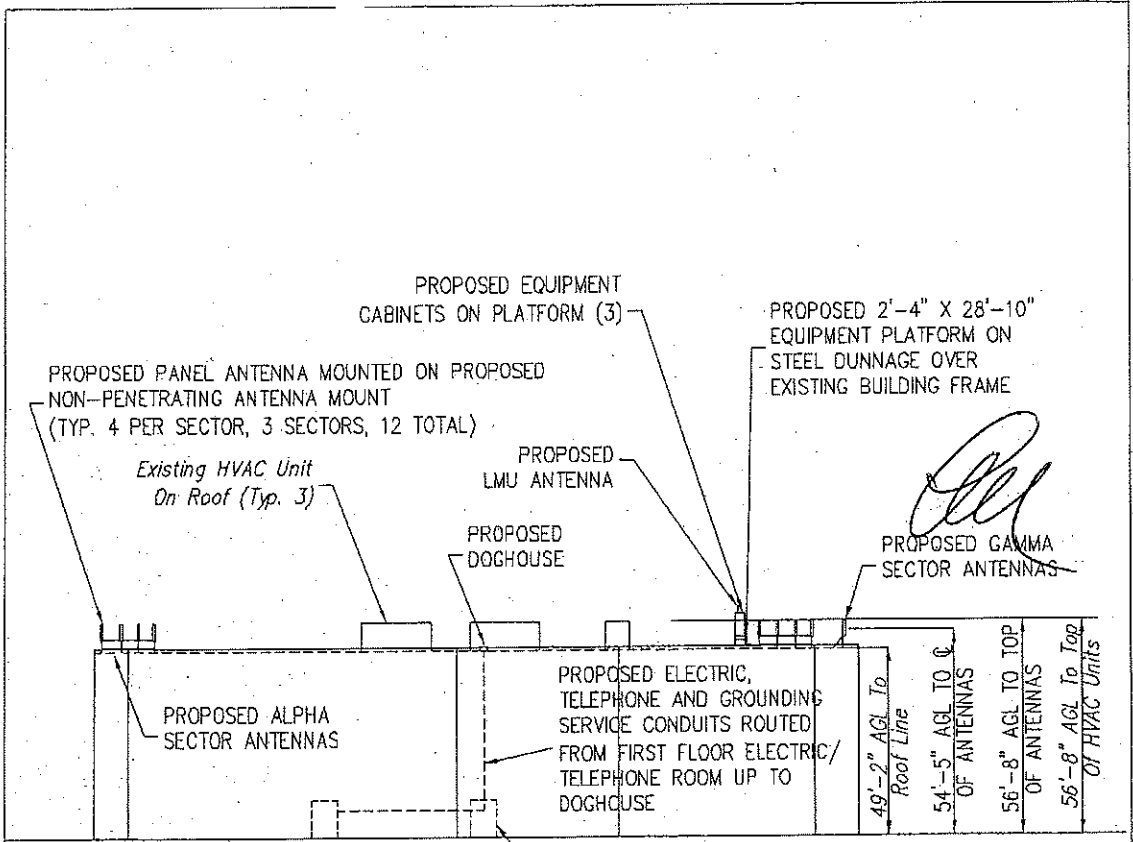 PROPOSED EQUIPMENT
CABINETS ON PLATFORM (3)
PROPOSED 2'-4" X 28'-10"
EQUIPMENT PLATFORM ON
STEEL DUNNAGE OVER
EXISTING BUILDING FRAME
PROPOSED PANEL ANTENNA MOUNTED ON PROPOSED
NON-PENETRATING ANTENNA MOUNT
(TYP. 4 PER SECTOR, 3 SECTORS, 12 TOTAL)
Existing HVAC Unit
On Roof (Typ. 3)
PROPOSED
LMU ANTENNA
PROPOSED
DOGHOUSE
PROPOSED GAMMA
SECTOR ANTENNAS
PROPOSED ALPHA
SECTOR ANTENNAS
PROPOSED ELECTRIC,
TELEPHONE AND GROUNDING
SERVICE CONDUITS ROUTED
FROM FIRST FLOOR ELECTRIC/
TELEPHONE ROOM UP TO
DOGHOUSE
49'-2" AGL To
Roof Line
54'-5" AGL TO ℄
OF ANTENNAS
56'-8" AGL TO TOP
OF ANTENNAS
56'-8" AGL To Top
Of HVAC Units